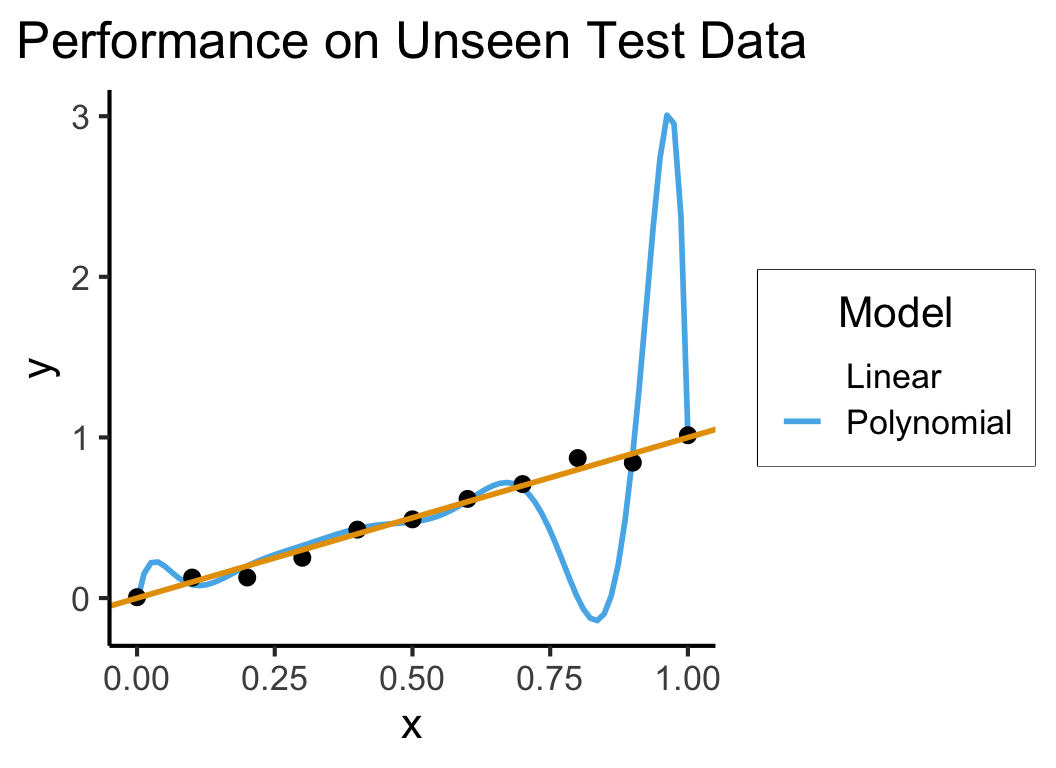 Performance on Unseen Test Data
3
2
1
0
y
0.00 0.25 0.50 0.75 1.00
x
Model
Linear
Polynomial